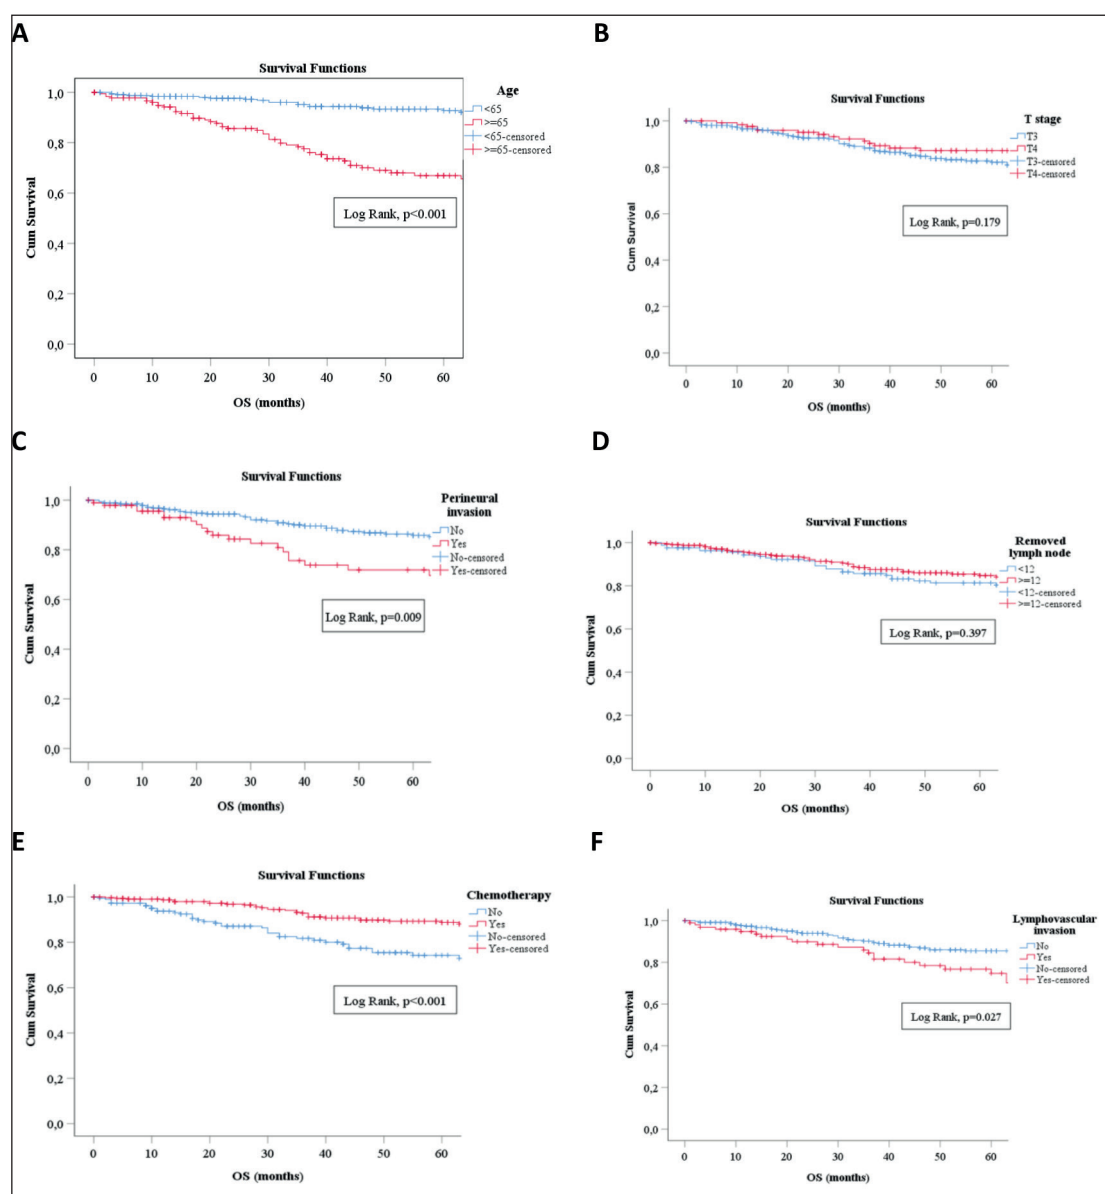 A
Survival Functions
Age
<65
>=65
<65-censored
>=65-censored
Log Rank, p<0.001
Cum Survival
1,0
0,8
0,6
0,4
0,2
0,0
0 10 20 30 40 50 60
OS (months)
B
Survival Functions
T stage
T3
T4
T3-censored
T4-censored
Log Rank, p=0.179
Cum Survival
1,0
0,8
0,6
0,4
0,2
0,0
0 10 20 30 40 50 60
OS (months)
C
Survival Functions
Perineural
invasion
No
Yes
No-censored
Yes-censored
Log Rank, p=0.009
Cum Survival
1,0
0,8
0,6
0,4
0,2
0,0
0 10 20 30 40 50 60
OS (months)
D
Survival Functions
Removed
lymph node
<12
>=12
<12-censored
>=12-censored
Log Rank, p=0.397
Cum Survival
1,0
0,8
0,6
0,4
0,2
0,0
0 10 20 30 40 50 60
OS (months)
E
Survival Functions
Chemotherapy
No
Yes
No-censored
Yes-censored
Log Rank, p<0.001
Cum Survival
1,0
0,8
0,6
0,4
0,2
0,0
0 10 20 30 40 50 60
OS (months)
F
Survival Functions
Lymphovascular
invasion
No
Yes
No-censored
Yes-censored
Log Rank, p=0.027
Cum Survival
1,0
0,8
0,6
0,4
0,2
0,0
0 10 20 30 40 50 60
OS (months)